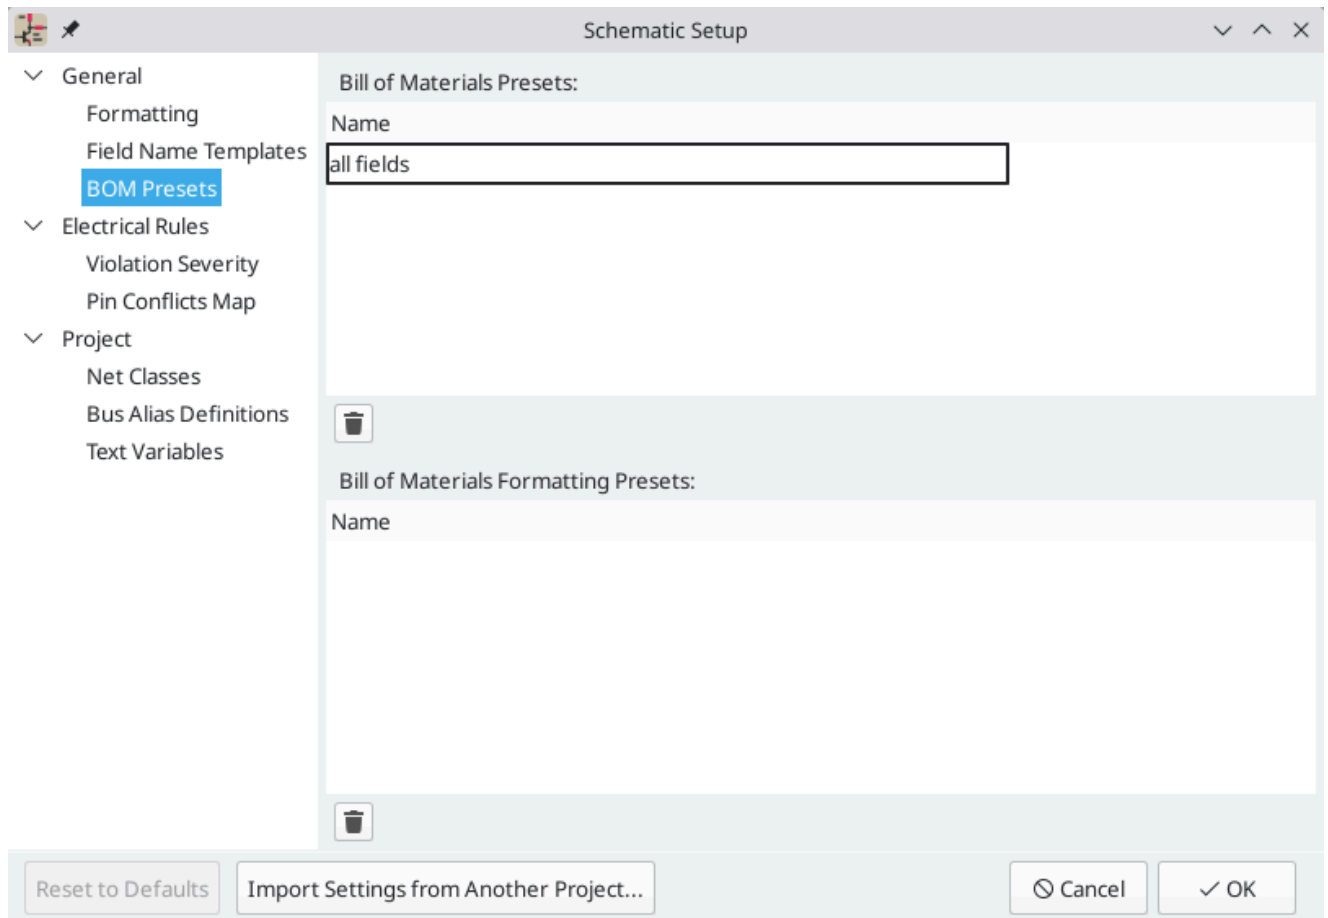 Schematic Setup
General
Formatting
Field Name Templates
BOM Presets
Electrical Rules
Violation Severity
Pin Conflicts Map
Project
Net Classes
Bus Alias Definitions
Text Variables
Bill of Materials Presets:
Name
all fields
Bill of Materials Formatting Presets:
Name
Reset to Defaults
Import Settings from Another Project...
Cancel
OK